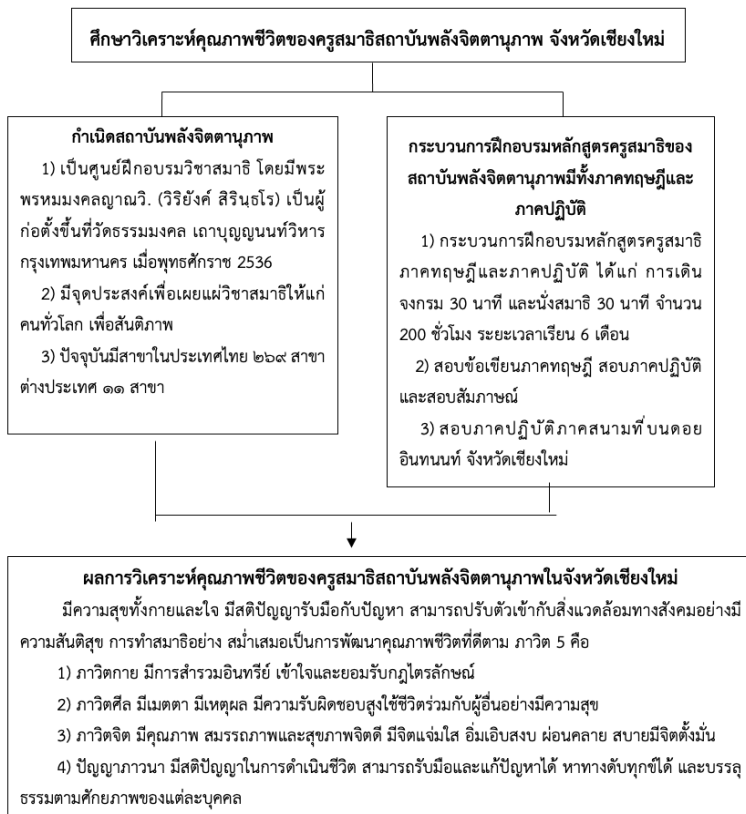 ศึกษาวิเคราะห์คุณภาพชีวิตของครูสมาธิสถาบันพลังจิตตานุภาพ จังหวัดเชียงใหม่
กำเนิดสถาบันพลังจิตตานุภาพ
1) เป็นศูนย์ฝึกอบรมวิชาสมาธิ โดยมีพระ
พรหมมงคลญาณวิ. (วิริยังค์ สิรินฺธโร) เป็นผู้
ก่อตั้งขึ้นที่วัดธรรมมงคล เถาบุญญนนท์วิหาร
กรุงเทพมหานคร เมื่อพุทธศักราช 2536
2) มีจุดประสงค์เพื่อเผยแผ่วิชาสมาธิให้แก่
คนทั่วโลก เพื่อสันติภาพ
3) ปัจจุบันมีสาขาในประเทศไทย ๒๖๙ สาขา
ต่างประเทศ ๑๑ สาขา
กระบวนการฝึกอบรมหลักสูตรครูสมาธิของ
สถาบันพลังจิตตานุภาพมีทั้งภาคทฤษฎีและ
ภาคปฏิบัติ
1) กระบวนการฝึกอบรมหลักสูตรครูสมาธิ
ภาคทฤษฎีและภาคปฏิบัติ ได้แก่ การเดิน
จงกรม 30 นาที และนั่งสมาธิ 30 นาที จำนวน
200 ชั่วโมง ระยะเวลาเรียน 6 เดือน
2) สอบข้อเขียนภาคทฤษฎี สอบภาคปฏิบัติ
และสอบสัมภาษณ์
3) สอบภาคปฏิบัติภาคสนามที่บนดอย
อินทนนท์ จังหวัดเชียงใหม่
ผลการวิเคราะห์คุณภาพชีวิตของครูสมาธิสถาบันพลังจิตตานุภาพในจังหวัดเชียงใหม่
มีความสุขทั้งกายและใจ มีสติปัญญารับมือกับปัญหา สามารถปรับตัวเข้ากับสิ่งแวดล้อมทางสังคมอย่างมี
ความสันติสุข การทำสมาธิอย่าง สม่ำเสมอเป็นการพัฒนาคุณภาพชีวิตที่ดีตาม ภาวิต 5 คือ
1) ภาวิตกาย มีการสำรวมอินทรีย์ เข้าใจและยอมรับกฎไตรลักษณ์
2) ภาวิตศีล มีเมตตา มีเหตุผล มีความรับผิดชอบสูงใช้ชีวิตร่วมกับผู้อื่นอย่างมีความสุข
3) ภาวิตจิต มีคุณภาพ สมรรถภาพและสุขภาพจิตดี มีจิตแจ่มใส อิ่มเอิบสงบ ผ่อนคลาย สบายมีจิตตั้งมั่น
4) ปัญญาภาวนา มีสติปัญญาในการดำเนินชีวิต สามารถรับมือและแก้ปัญหาได้ หาทางดับทุกข์ได้ และบรรลุ
ธรรมตามศักยภาพของแต่ละบุคคล